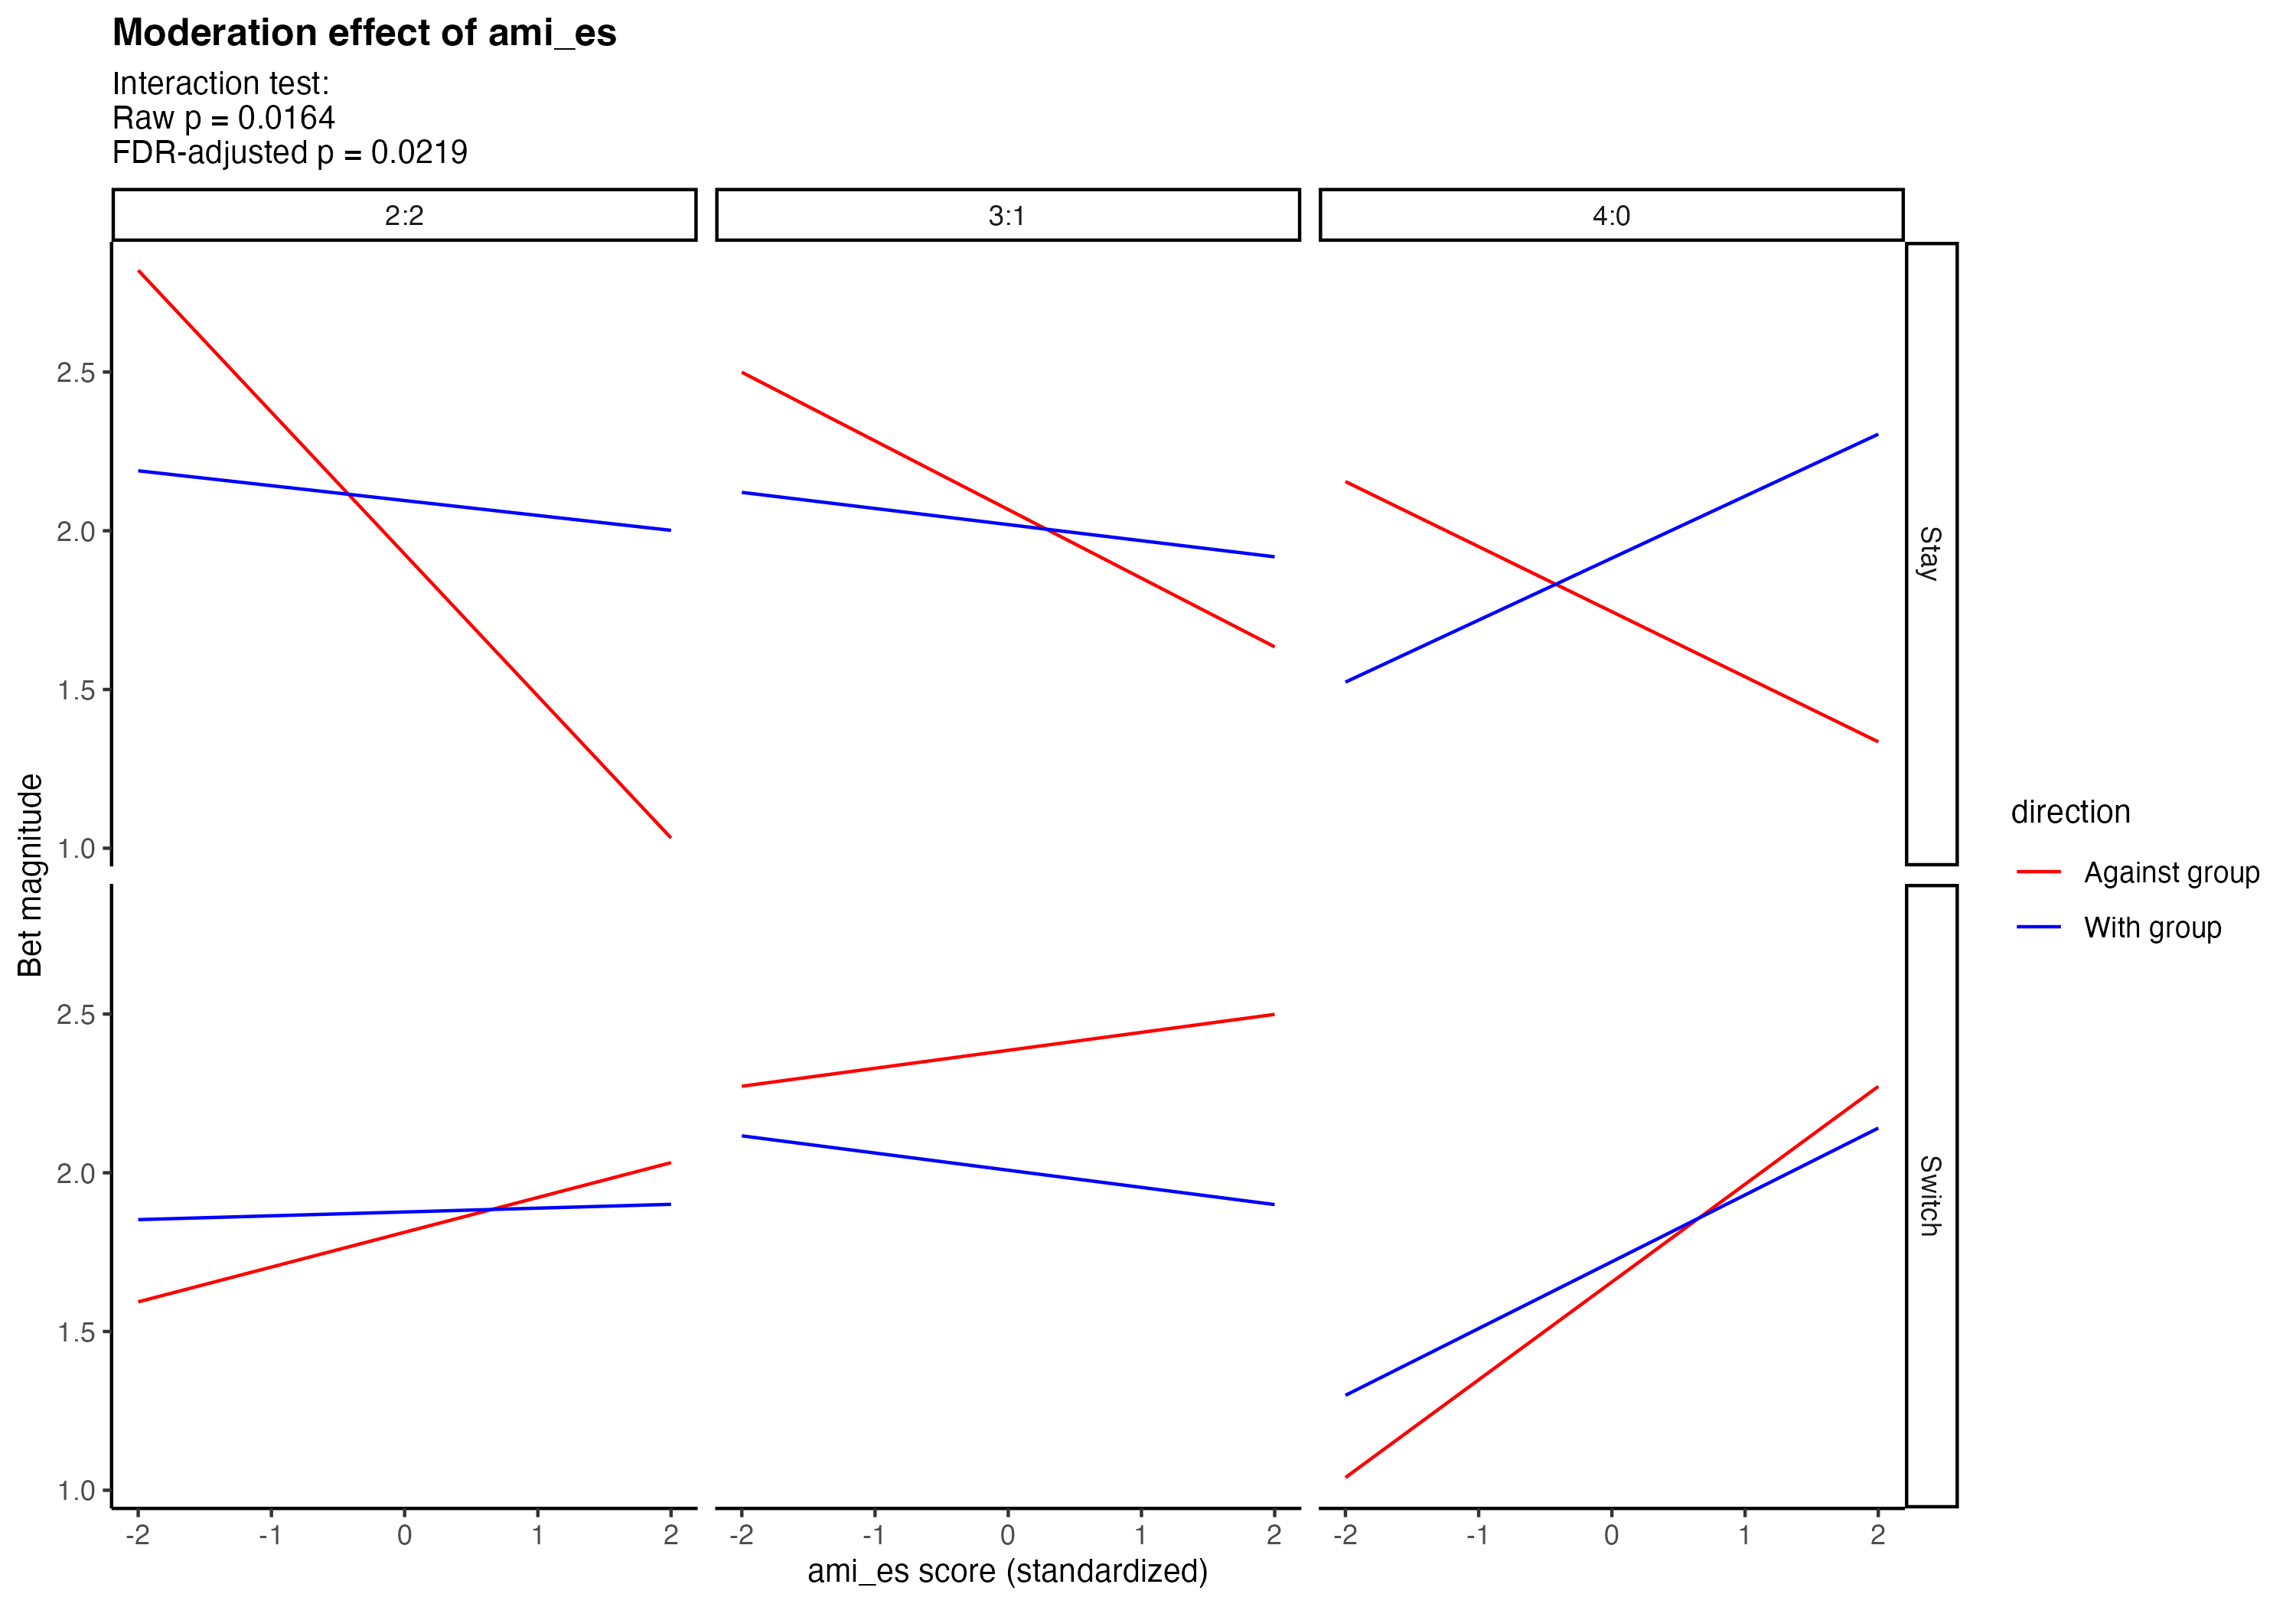 Moderation effect of ami_es
Interaction test:
Raw p = 0.0164
FDR-adjusted p = 0.0219
2:2
3:1
4:0
2.5
2.0
1.5
1.0
Stay
Bet magnitude
direction
Against group
With group
2.5
2.0
1.5
1.0
Switch
-2 -1 0 1 2
-2 -1 0 1 2
-2 -1 0 1 2
ami_es score (standardized)